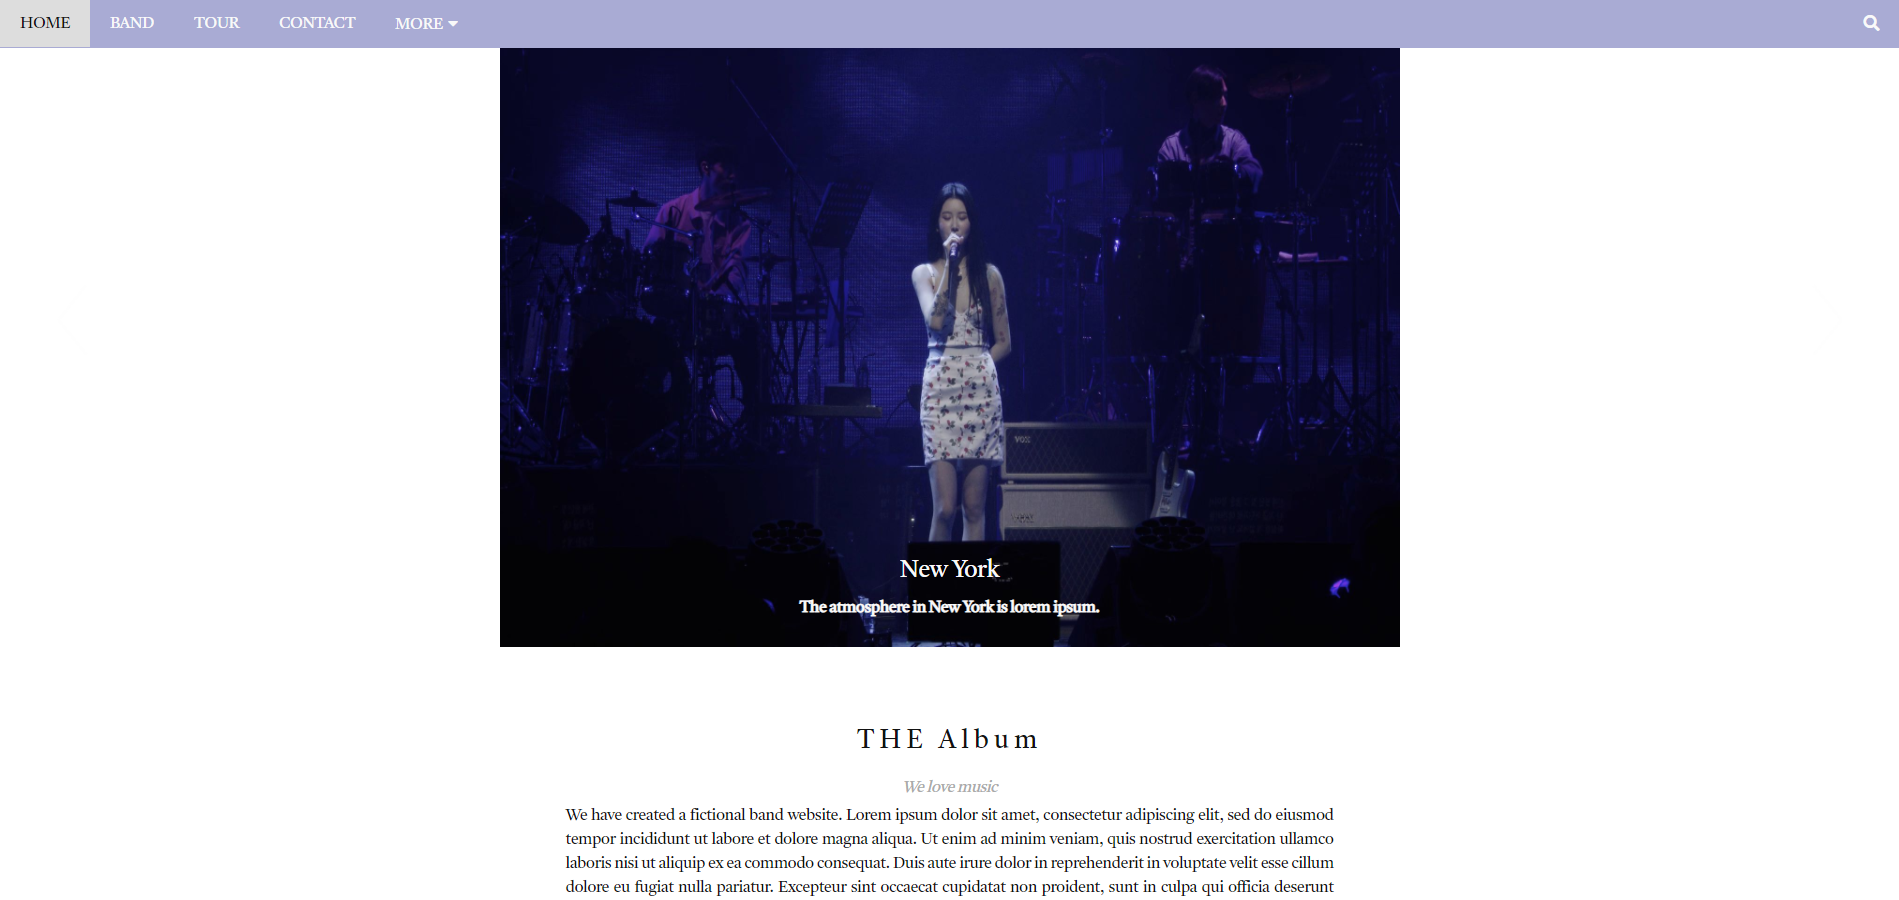 HOME BAND TOUR CONTACT MORE
VOX
New York
The atmosphere in New York is lorem ipsum.
THE Album
We love music
We have created a fictional band website. Lorem ipsum dolor sit amet, consectetur adipiscing elit, sed do eiusmod
tempor incididunt ut labore et dolore magna aliqua. Ut enim ad minim veniam, quis nostrud exercitation ullamco
laboris nisi ut aliquip ex ea commodo consequat. Duis aute irure dolor in reprehenderit in voluptate velit esse cillum
dolore eu fugiat nulla pariatur. Excepteur sint occaecat cupidatat non proident, sunt in culpa qui officia deserunt